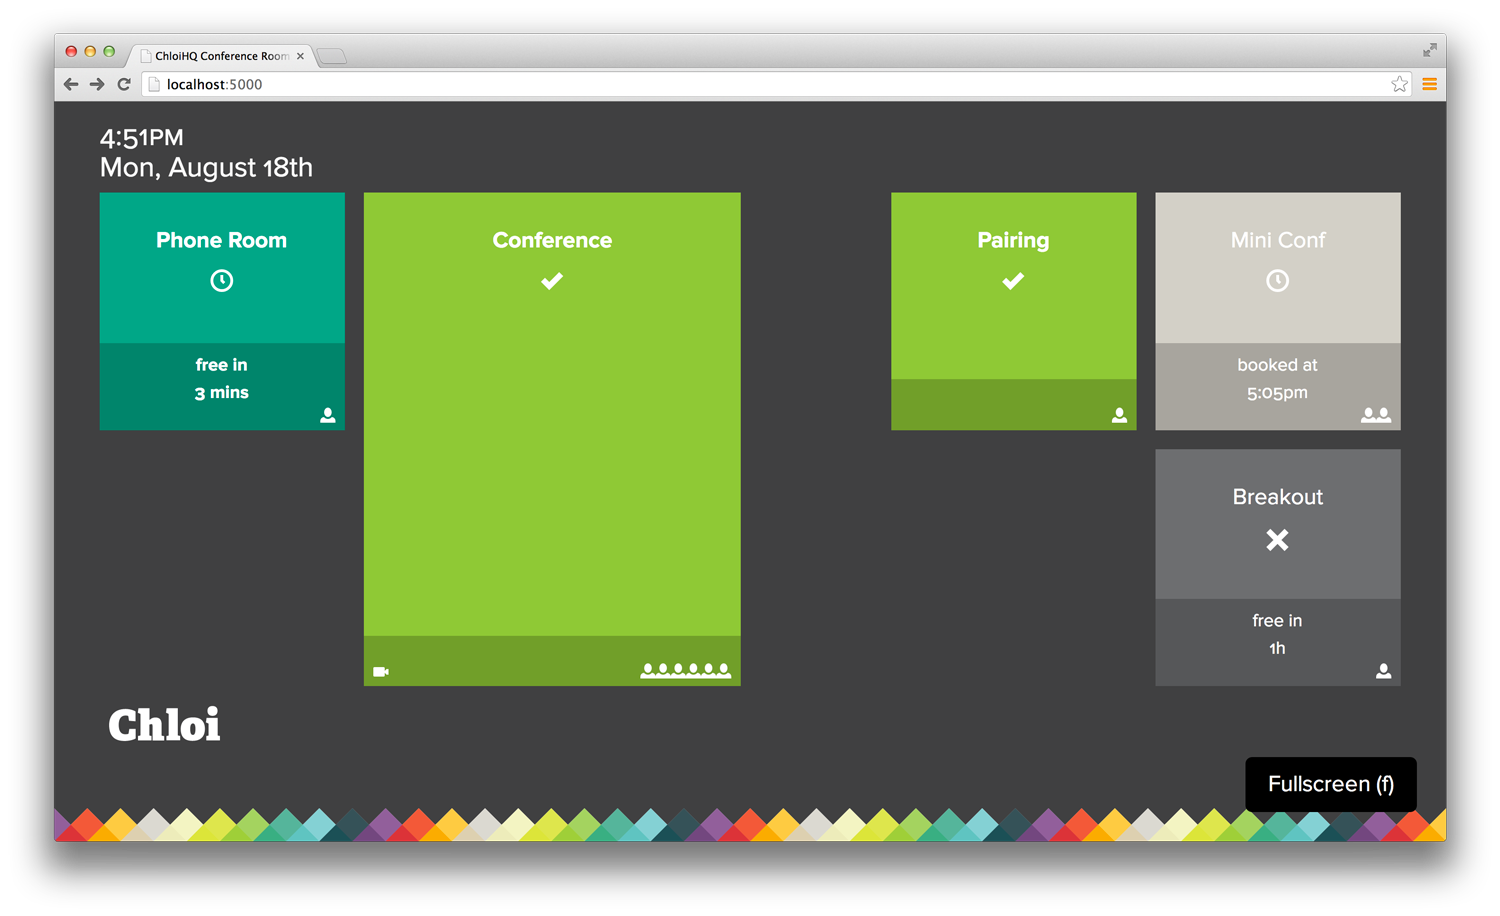 ChloiHQ Conference Room
localhost:5000
4:51PM
Mon, August 18th
Phone Room
free in
3 mins
Conference
Pairing
Mini Conf
booked at
5:05pm
Breakout
free in
1h
Chloi
Fullscreen (f)